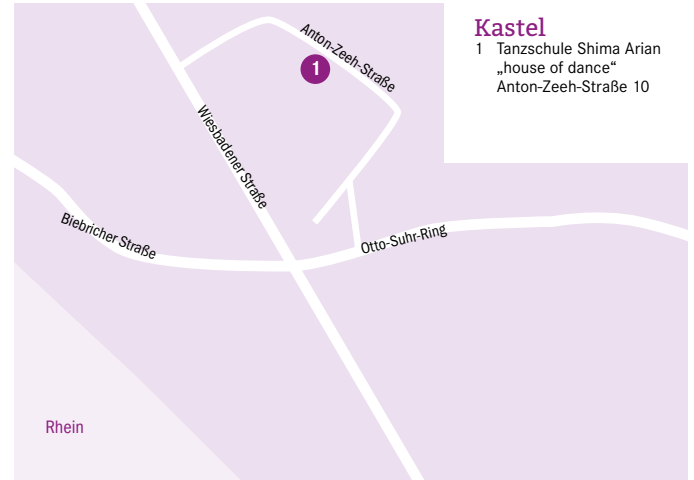 Kastel
1 Tanzschule Shima Arian
„house of dance“
Anton-Zeeh-Straße 10
Anton-Zeeh-Straße
1
Wiesbadener Straße
Biebricher Straße
Otto-Suhr-Ring
Rhein